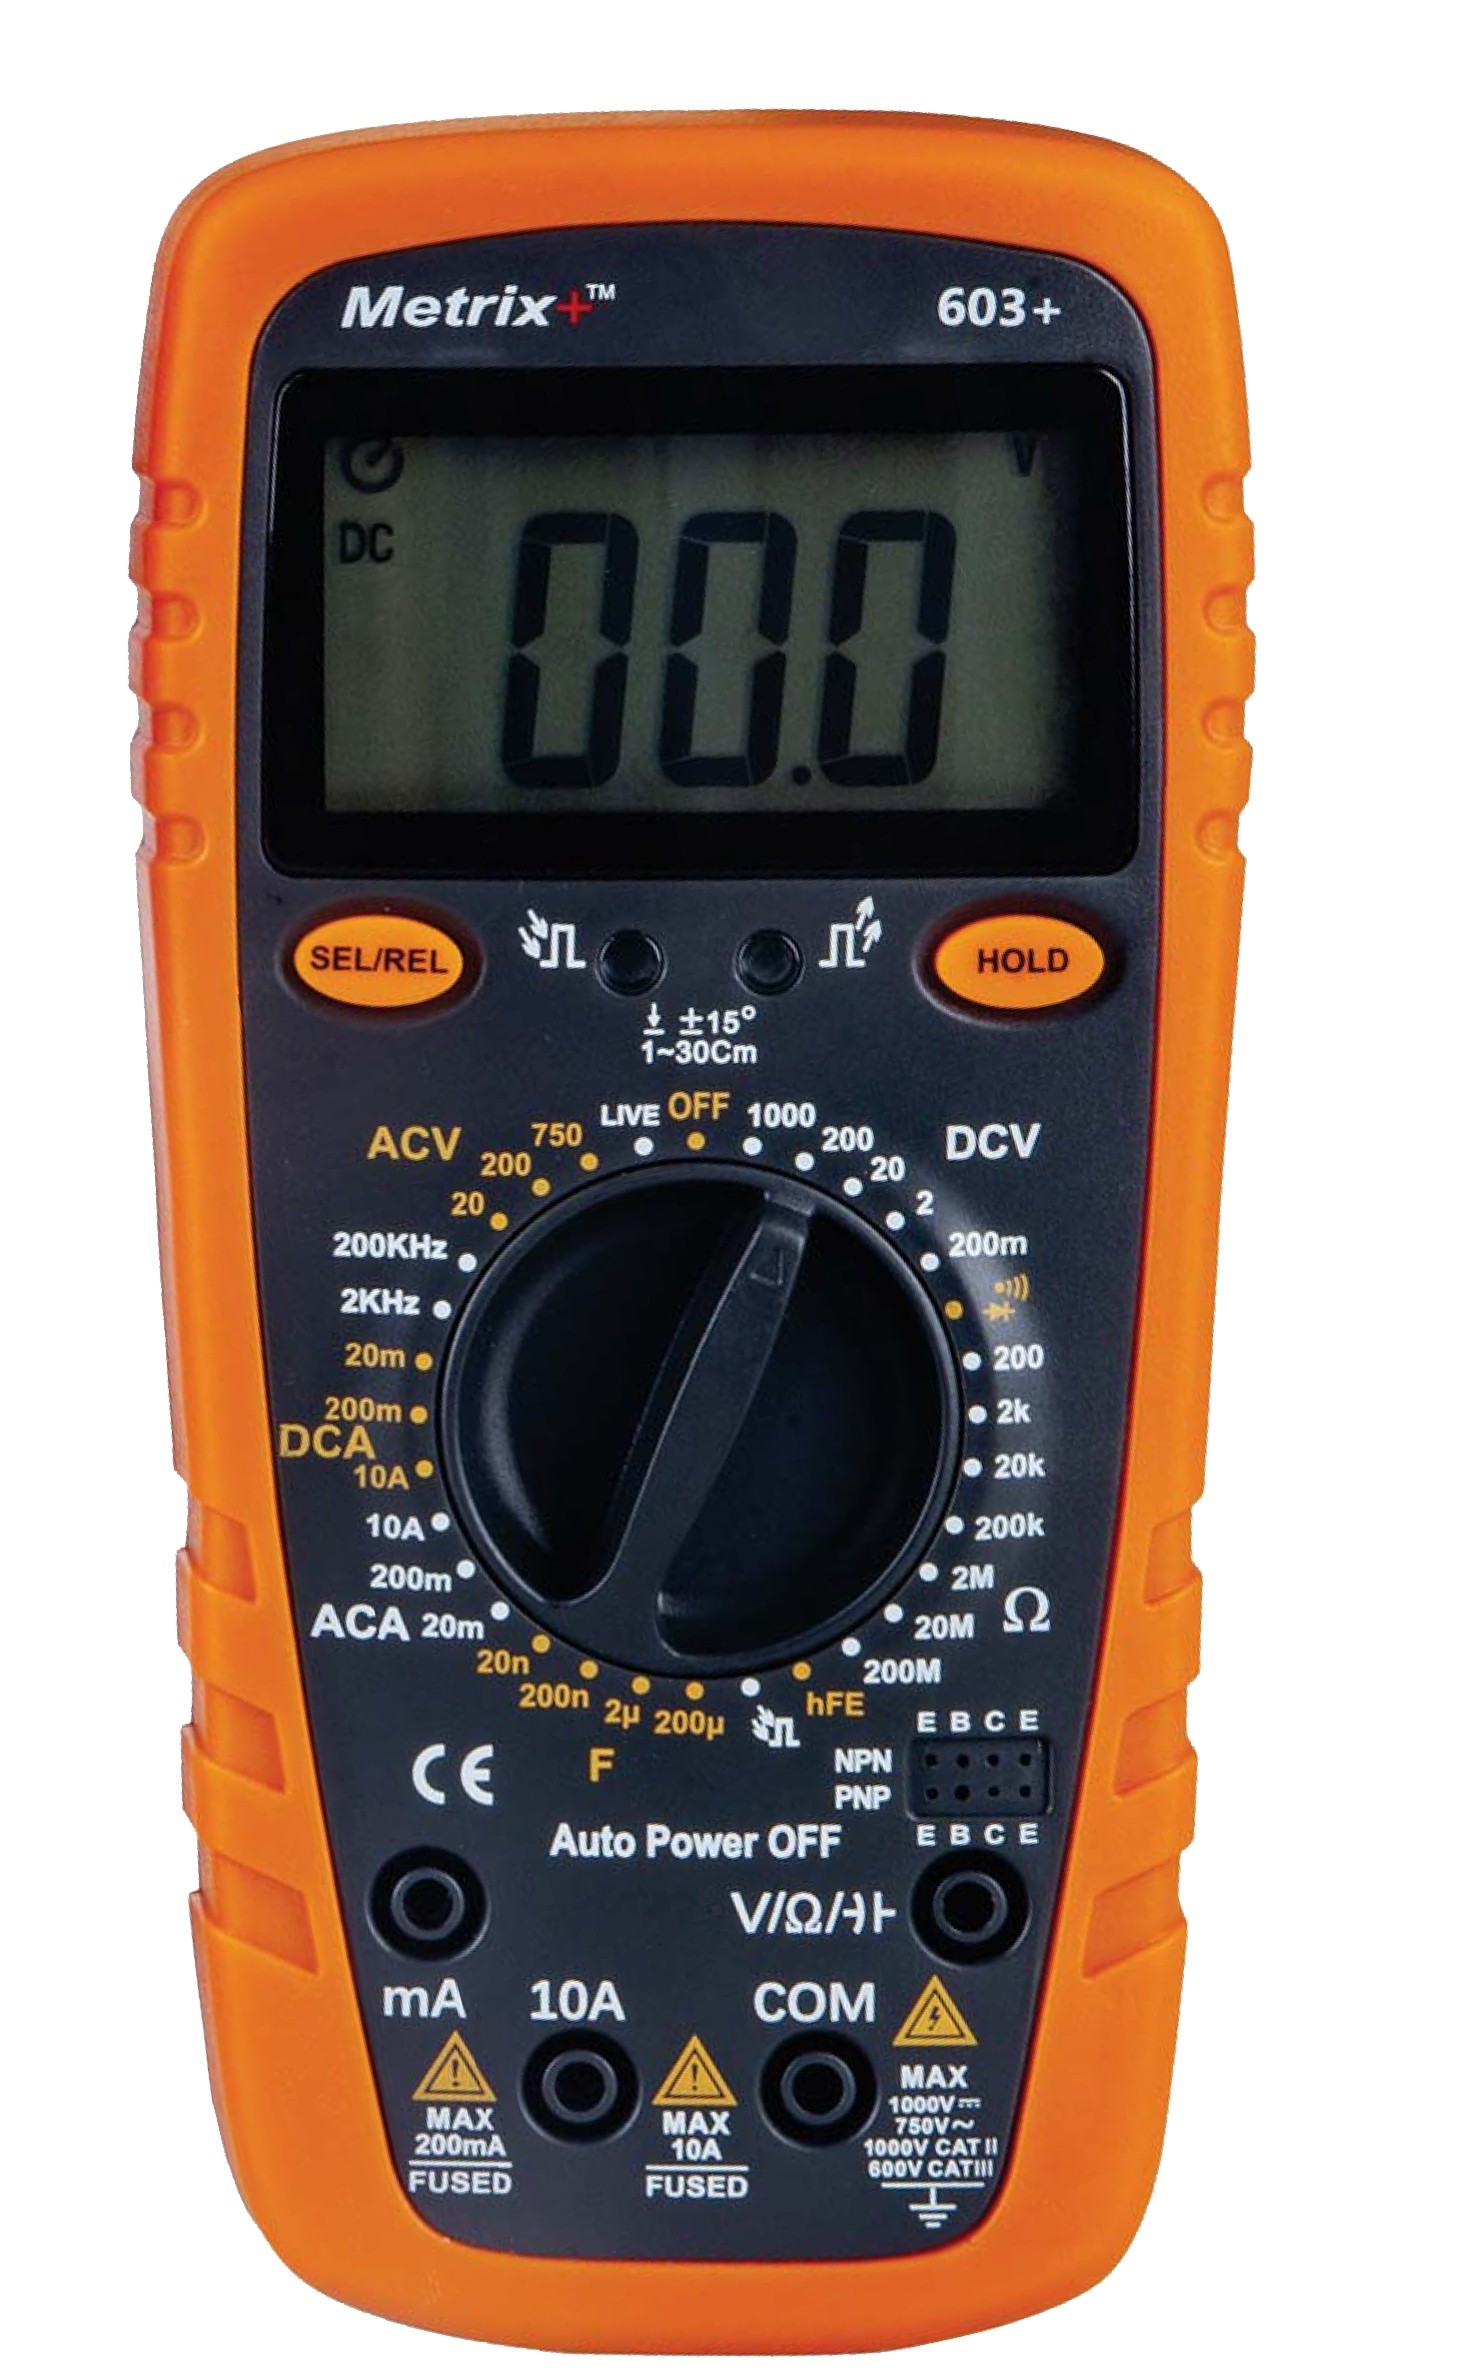 Metrix+™ 603+
V
DC
00.0
SEL/REL
HOLD
±15°
1~30Cm
ACV
750
LIVE
OFF
1000
200
DCV
200
20
20
2
200KHz
200m
2KHz
20m
200
200m
2k
DCA
10A
20k
10A
200k
200m
2M
Ω
ACA
20m
20M
20n
200M
200n
2µ
200µ
hFE
F
E B C E
NPN
PNP
E B C E
CE
Auto Power OFF
V/Ω/
mA
10A
COM
MAX
200mA
FUSED
MAX
10A
FUSED
MAX
1000V⎓
750V~
1000V CAT II
600V CATIII